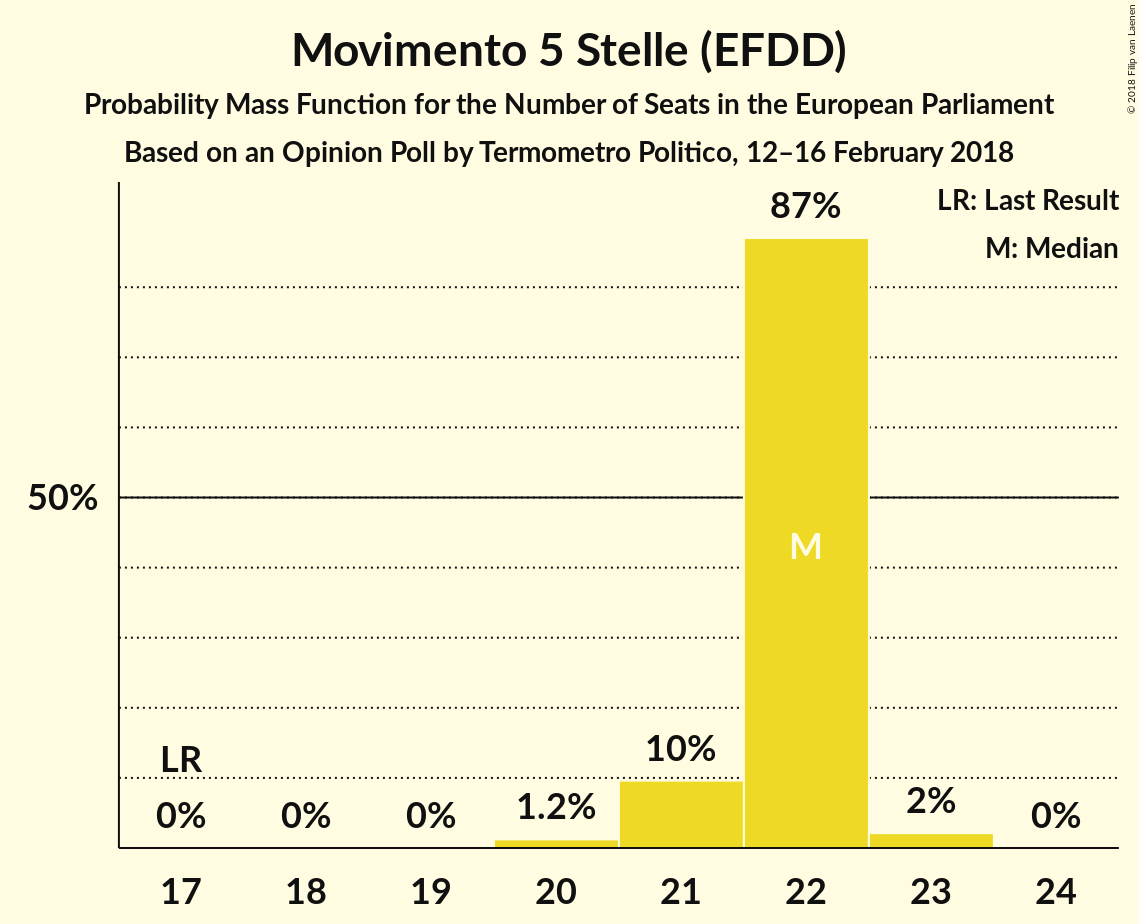 Movimento 5 Stelle (EFDD)
Probability Mass Function for the Number of Seats in the European Parliament
Based on an Opinion Poll by Termometro Politico, 12–16 February 2018
© 2018 Filip van Laenen
LR: Last Result
M: Median
87%
50%
M
LR
10%
0%
0%
0%
1.2%
2%
0%
17
18
19
20
21
22
23
24